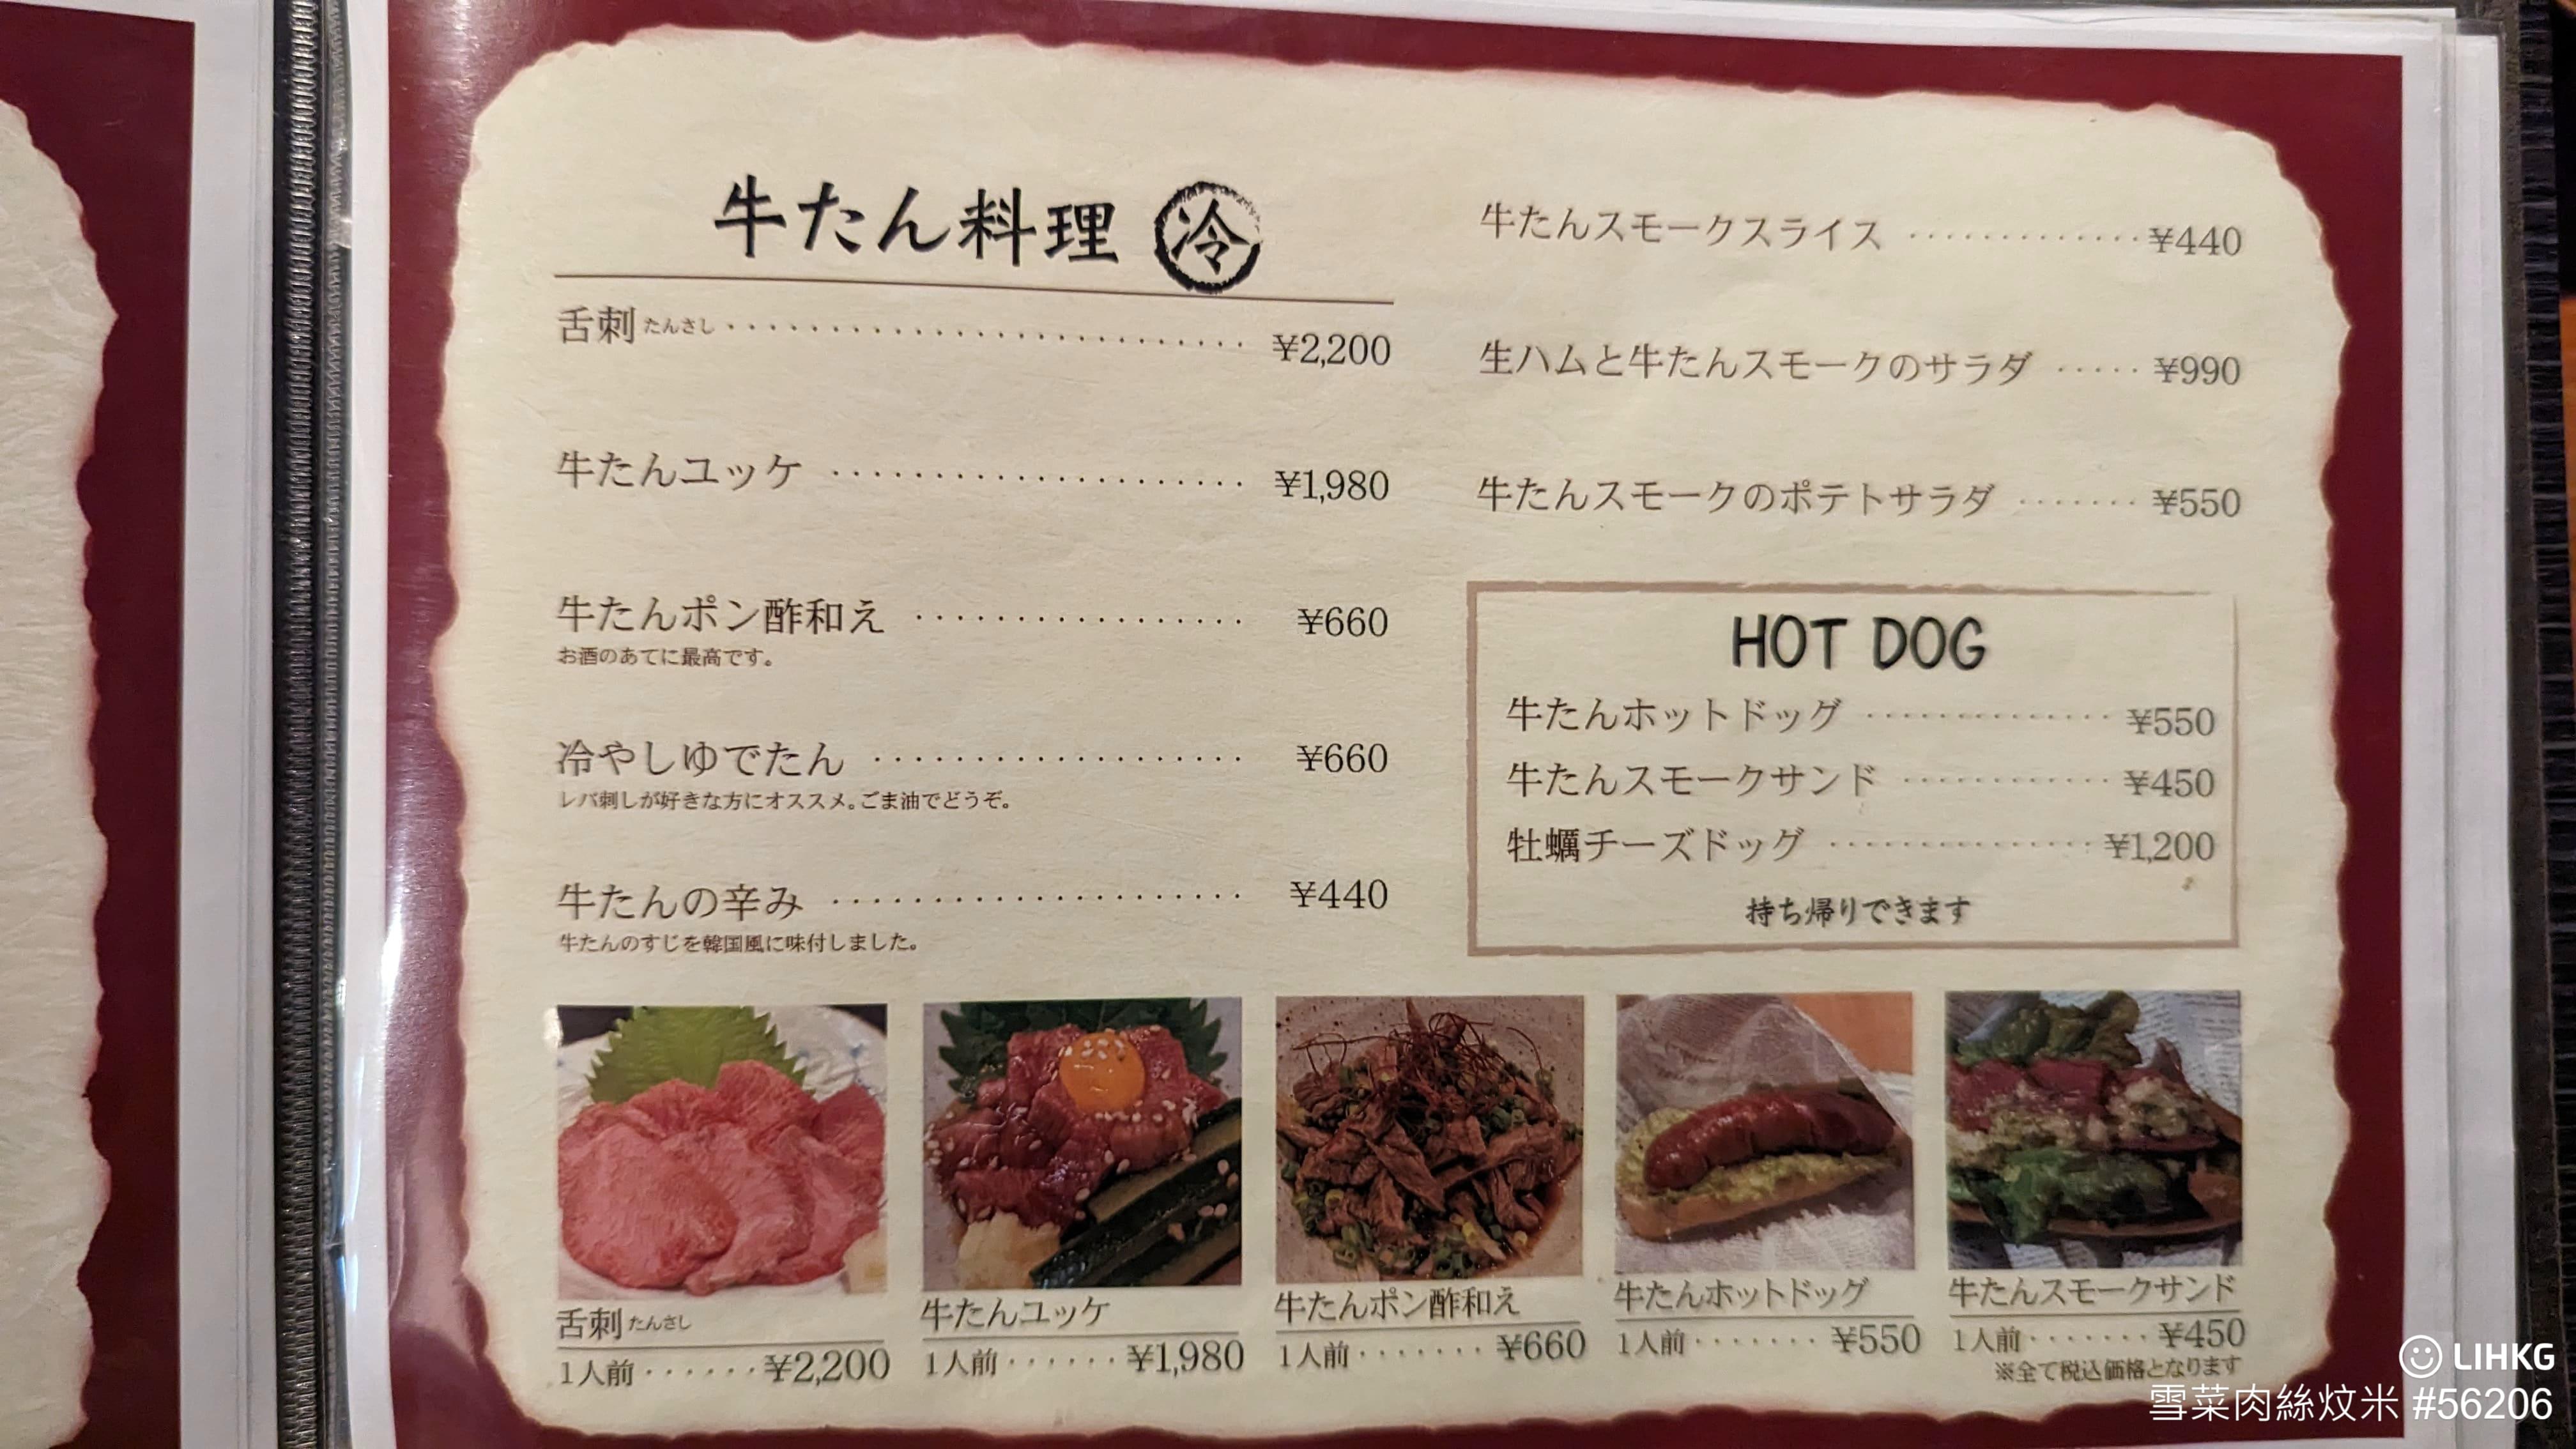 牛たん料理 冷
舌刺 たんさし ¥2,200
牛たんユッケ ¥1,980
牛たんポン酢和え ¥660
お酒のあてに最高です。
冷やしゆでたん ¥660
レバ刺しが好きな方にオススメ。ごま油でどうぞ。
牛たんの辛み ¥440
牛たんのすじを韓国風に味付しました。
牛たんスモークスライス ¥440
生ハムと牛たんスモークのサラダ ¥990
牛たんスモークのポテトサラダ ¥550
HOT DOG
牛たんホットドッグ ¥550
牛たんスモークサンド ¥450
牡蠣チーズドッグ ¥1,200
持ち帰りできます
舌刺 たんさし
1人前 ¥2,200
牛たんユッケ
1人前 ¥1,980
牛たんポン酢和え
1人前 ¥660
牛たんホットドッグ
1人前 ¥550
牛たんスモークサンド
1人前 ¥450
※全て税込価格となります
LIHKG
雪菜肉絲炆米 #56206